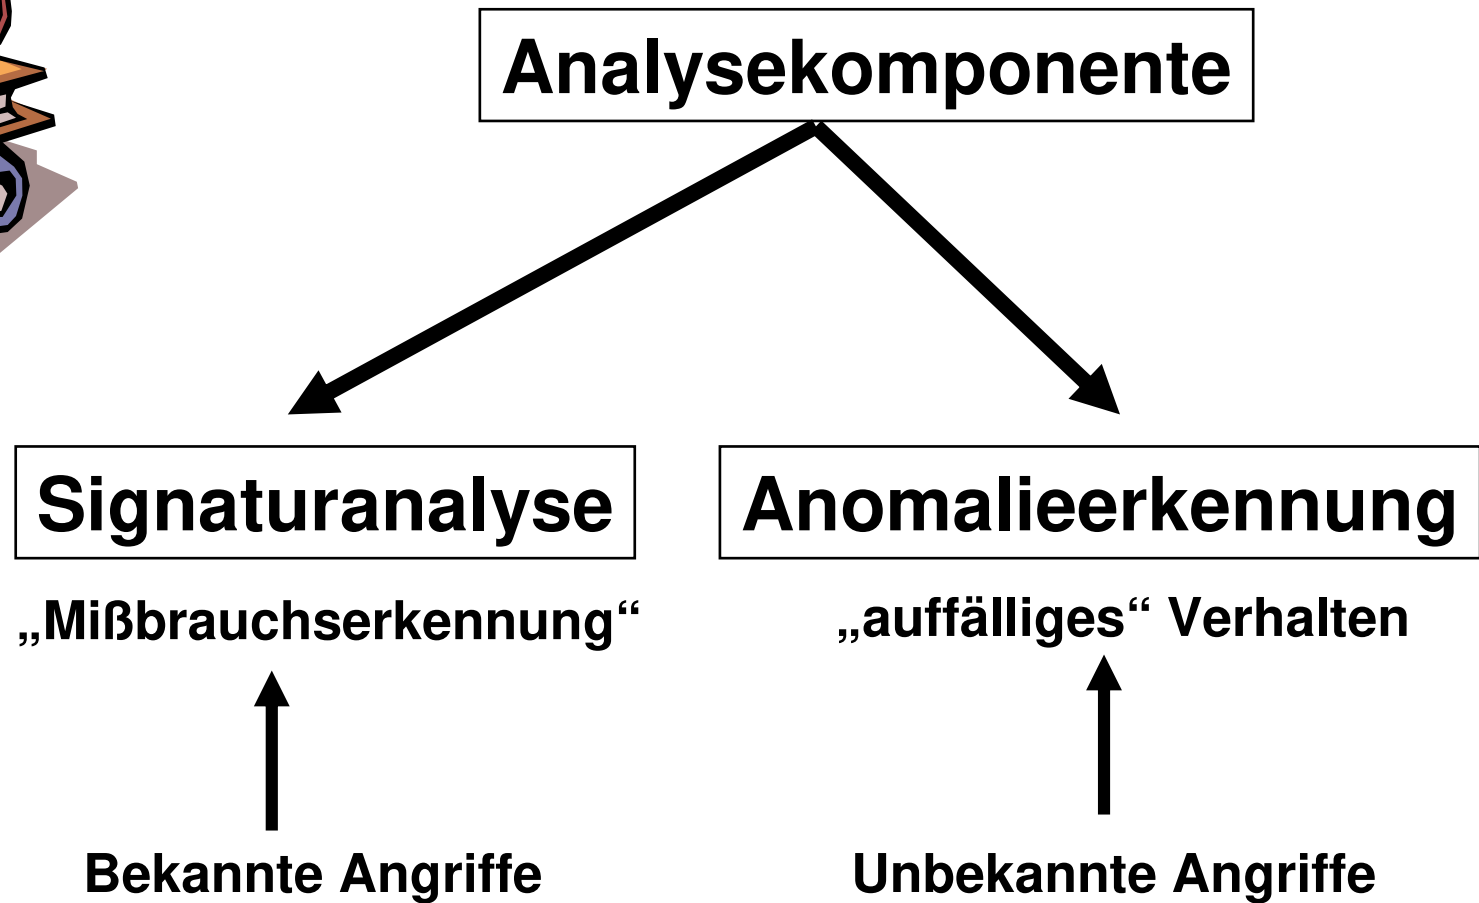 Analysekomponente
Signaturanalyse
Anomalieerkennung
„Mißbrauchserkennung“
„auffälliges“ Verhalten
Bekannte Angriffe
Unbekannte Angriffe